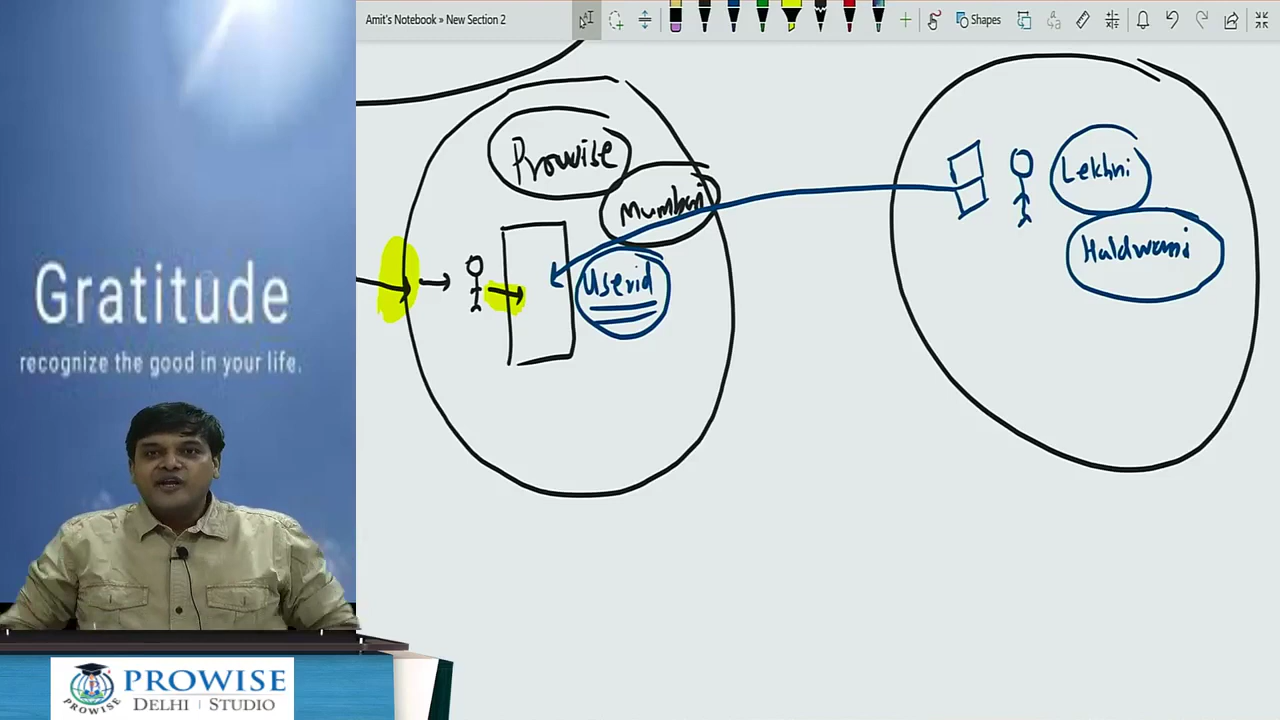 Amit's Notebook » New Section 2
Shapes
Prowise
Mumbai
Userid
Lekhni
Haldwani
Gratitude
recognize the good in your life.
PROWISE
PROWISE
DELHI | STUDIO